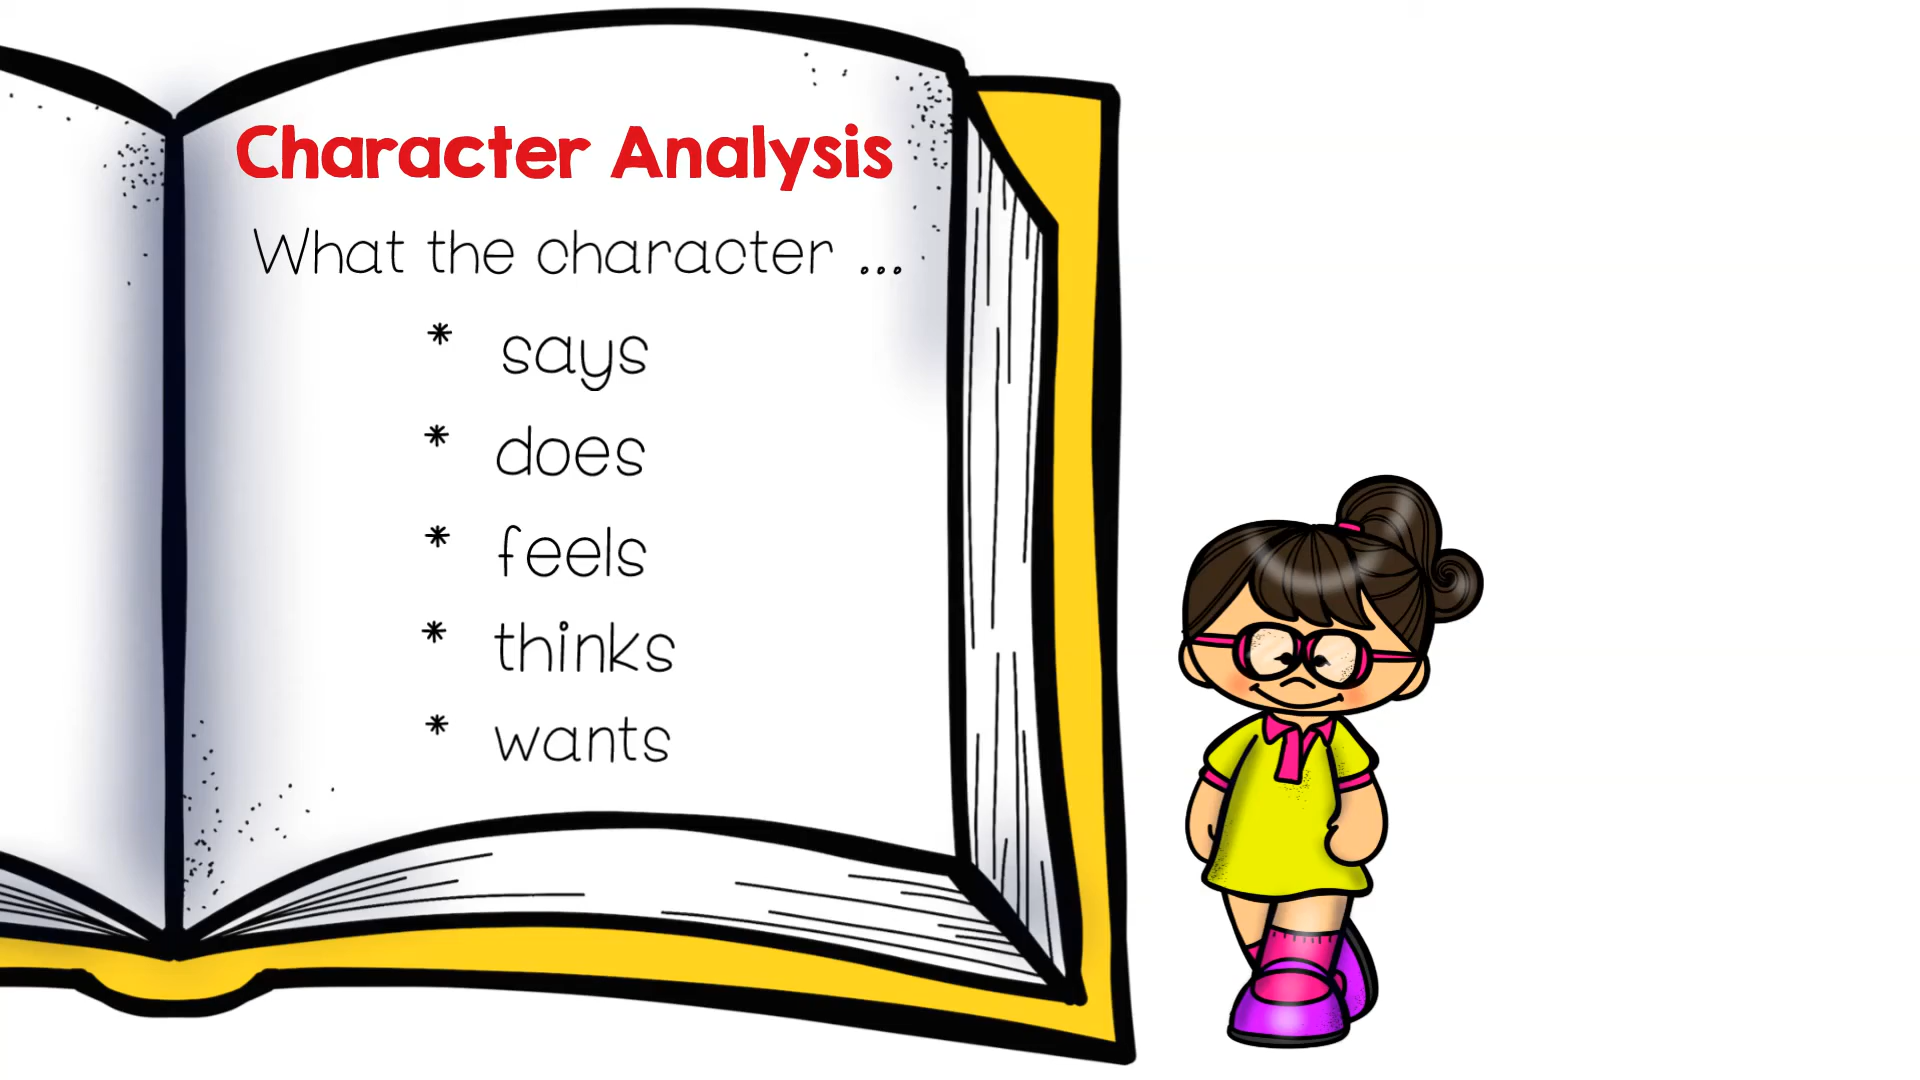 Character Analysis
What the character ...
* says
* does
* feels
* thinks
* wants